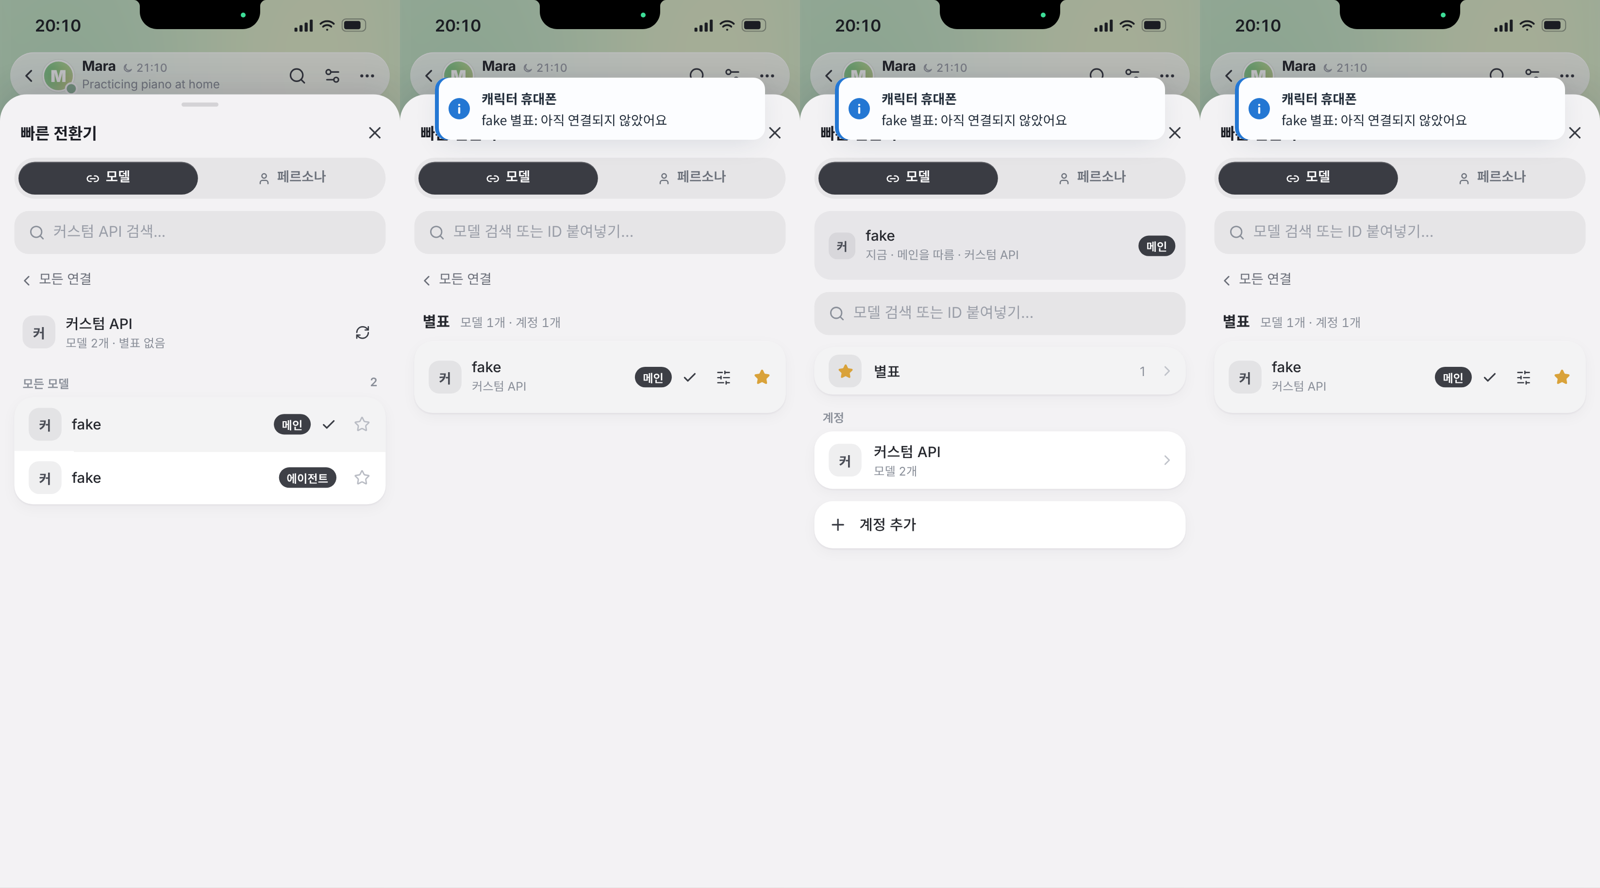 20:10
Mara 21:10
Practicing piano at home
빠른 전환기
모델
페르소나
커스텀 API 검색...
모든 연결
커
커스텀 API
모델 2개 · 별표 없음
모든 모델
2
커
fake
메인
커
fake
에이전트
20:10
Mara 21:10
캐릭터 휴대폰
fake 별표: 아직 연결되지 않았어요
모델
페르소나
모델 검색 또는 ID 붙여넣기...
모든 연결
별표 모델 1개 · 계정 1개
커
fake
커스텀 API
메인
20:10
Mara 21:10
캐릭터 휴대폰
fake 별표: 아직 연결되지 않았어요
모델
페르소나
커
fake
지금 · 메인을 따름 · 커스텀 API
메인
모델 검색 또는 ID 붙여넣기...
별표
1
계정
커
커스텀 API
모델 2개
계정 추가
20:10
Mara 21:10
캐릭터 휴대폰
fake 별표: 아직 연결되지 않았어요
모델
페르소나
모델 검색 또는 ID 붙여넣기...
모든 연결
별표 모델 1개 · 계정 1개
커
fake
커스텀 API
메인